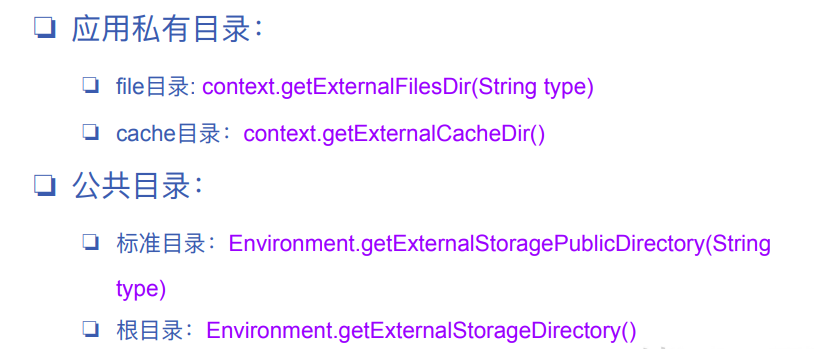 应用私有目录：
file目录: context.getExternalFilesDir(String type)
cache目录：context.getExternalCacheDir()
公共目录：
标准目录：Environment.getExternalStoragePublicDirectory(String
type)
根目录：Environment.getExternalStorageDirectory()